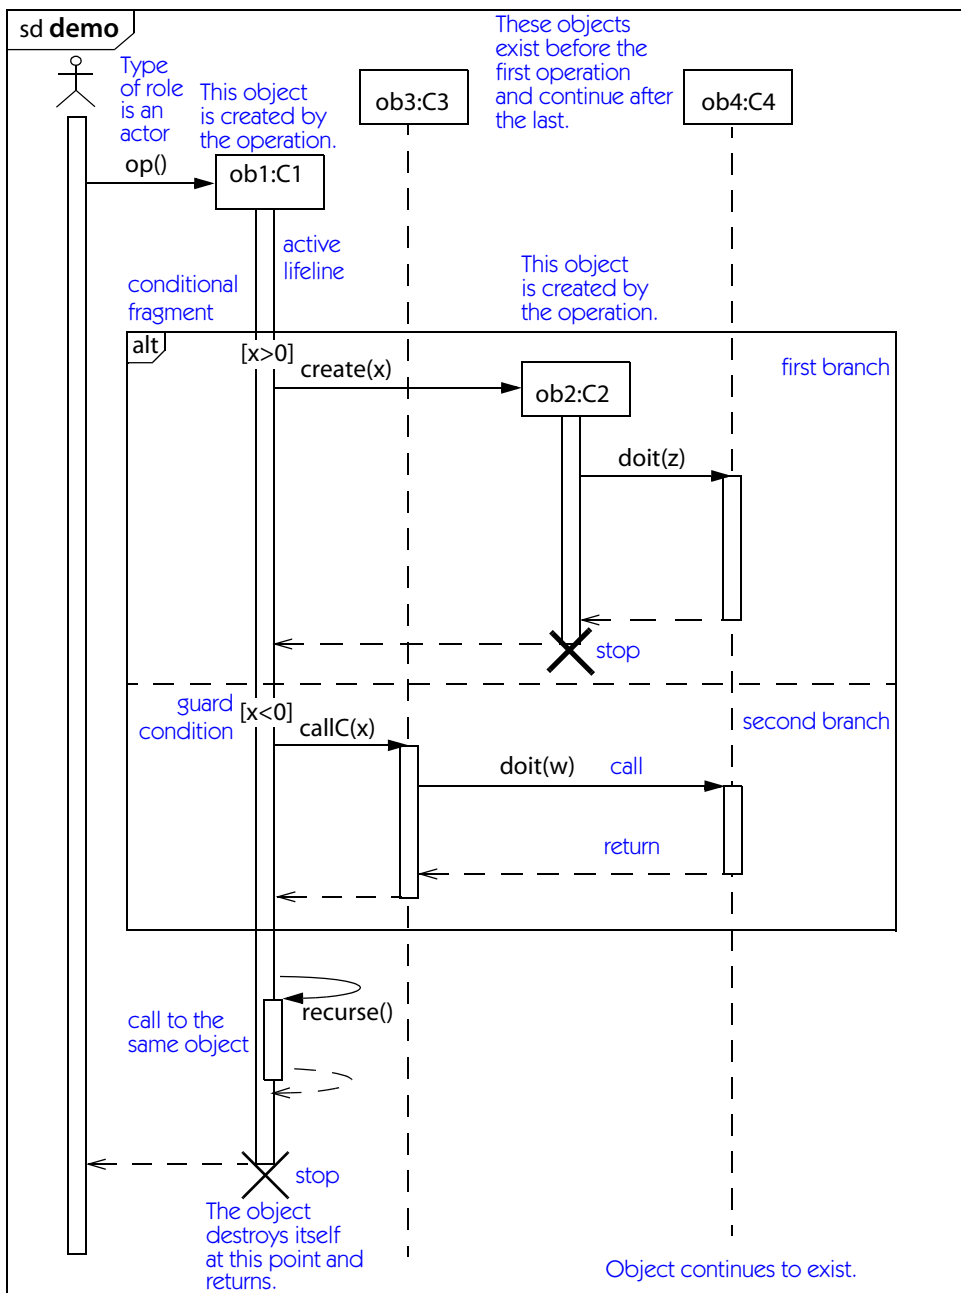 sd demo
These objects
exist before the
first operation
and continue after
the last.
Type
of role
is an
actor
This object
is created by
the operation.
ob3:C3
ob4:C4
op()
ob1:C1
active
lifeline
conditional
fragment
This object
is created by
the operation.
alt
[x>0]
create(x)
ob2:C2
first branch
doit(z)
stop
guard
condition
[x<0]
callC(x)
second branch
doit(w)
call
return
recurse()
call to the
same object
stop
The object
destroys itself
at this point and
returns.
Object continues to exist.